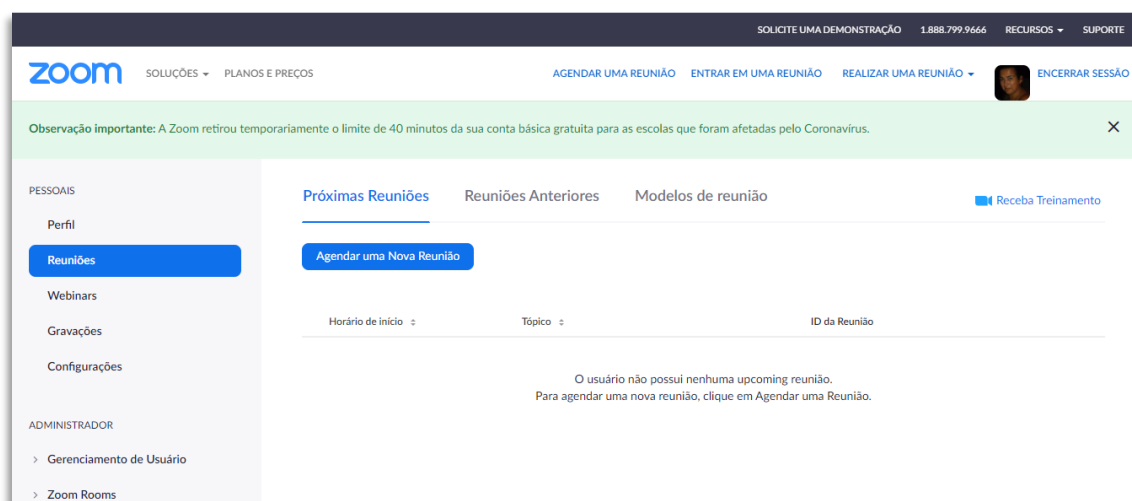 SOLICITE UMA DEMONSTRAÇÃO 1.888.799.9666 RECURSOS SUPORTE
zoom SOLUÇÕES PLANOS E PREÇOS AGENDAR UMA REUNIÃO ENTRAR EM UMA REUNIÃO REALIZAR UMA REUNIÃO ENCERRAR SESSÃO
Observação importante: A Zoom retirou temporariamente o limite de 40 minutos da sua conta básica gratuita para as escolas que foram afetadas pelo Coronavírus.
PESSOAIS
Perfil
Reuniões
Webinars
Gravações
Configurações
ADMINISTRADOR
Gerenciamento de Usuário
Zoom Rooms
Próximas Reuniões Reuniões Anteriores Modelos de reunião Receba Treinamento
Agendar uma Nova Reunião
Horário de início Tópico ID da Reunião
O usuário não possui nenhuma upcoming reunião.
Para agendar uma nova reunião, clique em Agendar uma Reunião.